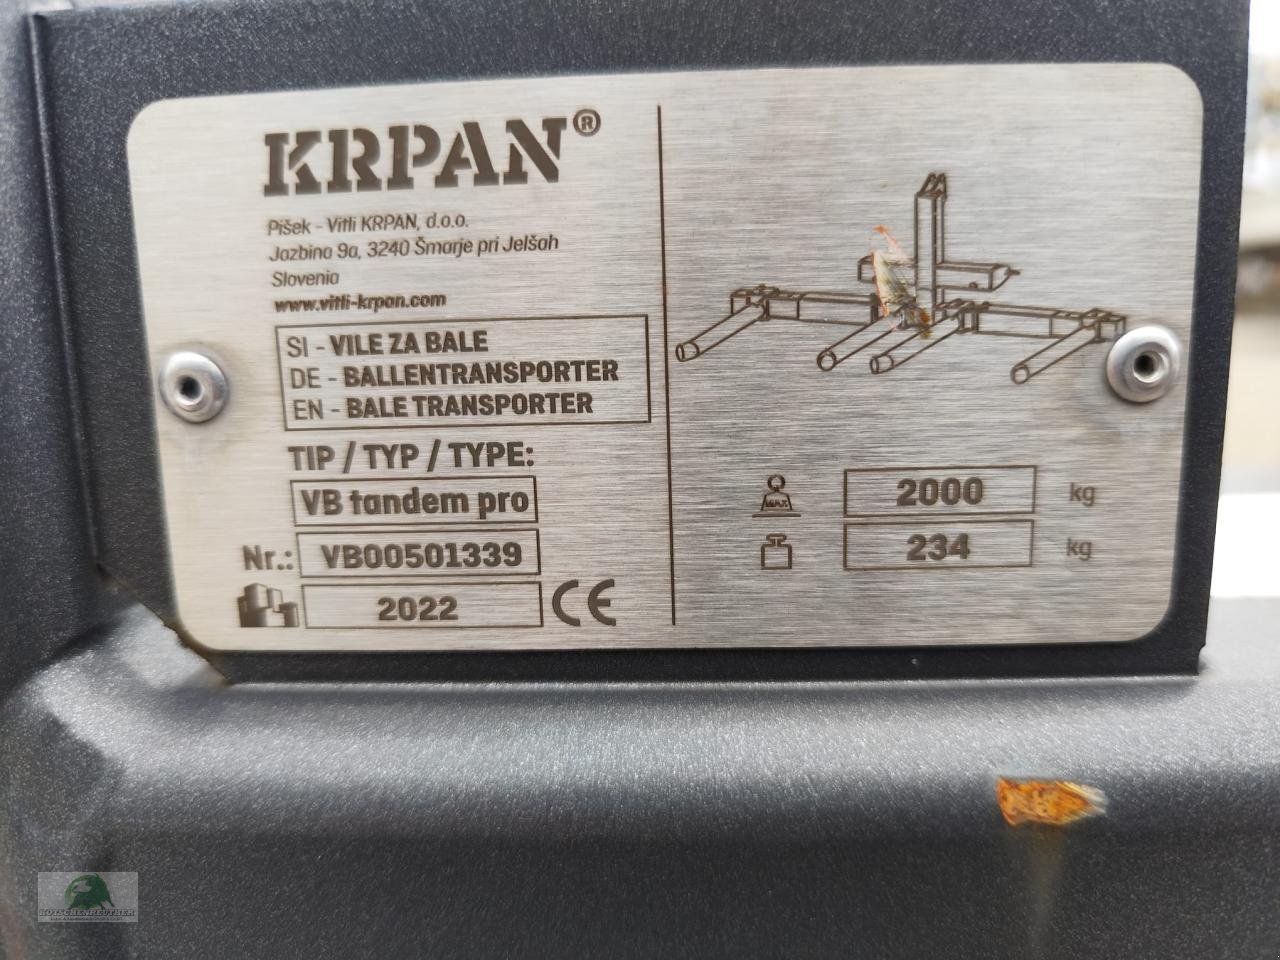 KRPAN®
Pišek - Vitli KRPAN, d.o.o.
Jazbina 9a, 3240 Šmarje pri Jelšah
Slovenia
www.vitli-krpan.com
SI - VILE ZA BALE
DE - BALLENTRANSPORTER
EN - BALE TRANSPORTER
TIP / TYP / TYPE:
VB tandem pro
Nr.: VB00501339
2022 CE
MAX 2000 kg
234 kg
ROTSCHENREUTHER